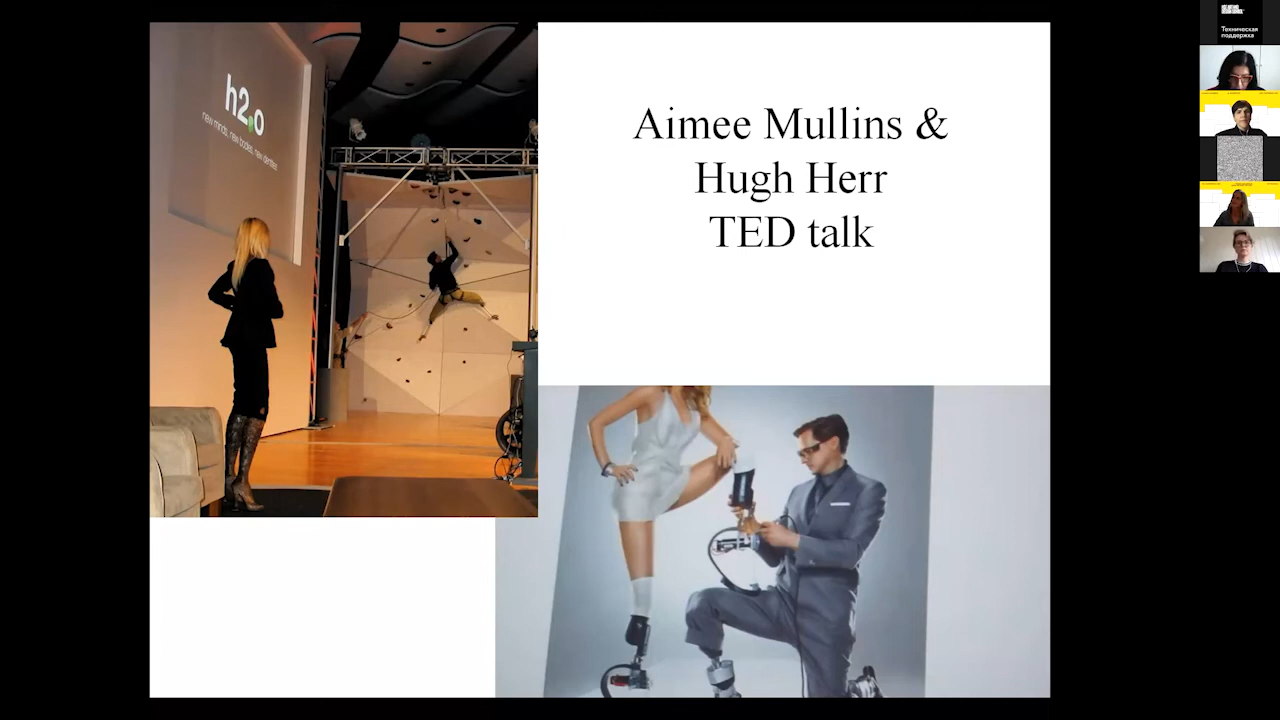 h2.o
new minds, new bodies, new identities
Aimee Mullins &
Hugh Herr
TED talk
Техническая
поддержка